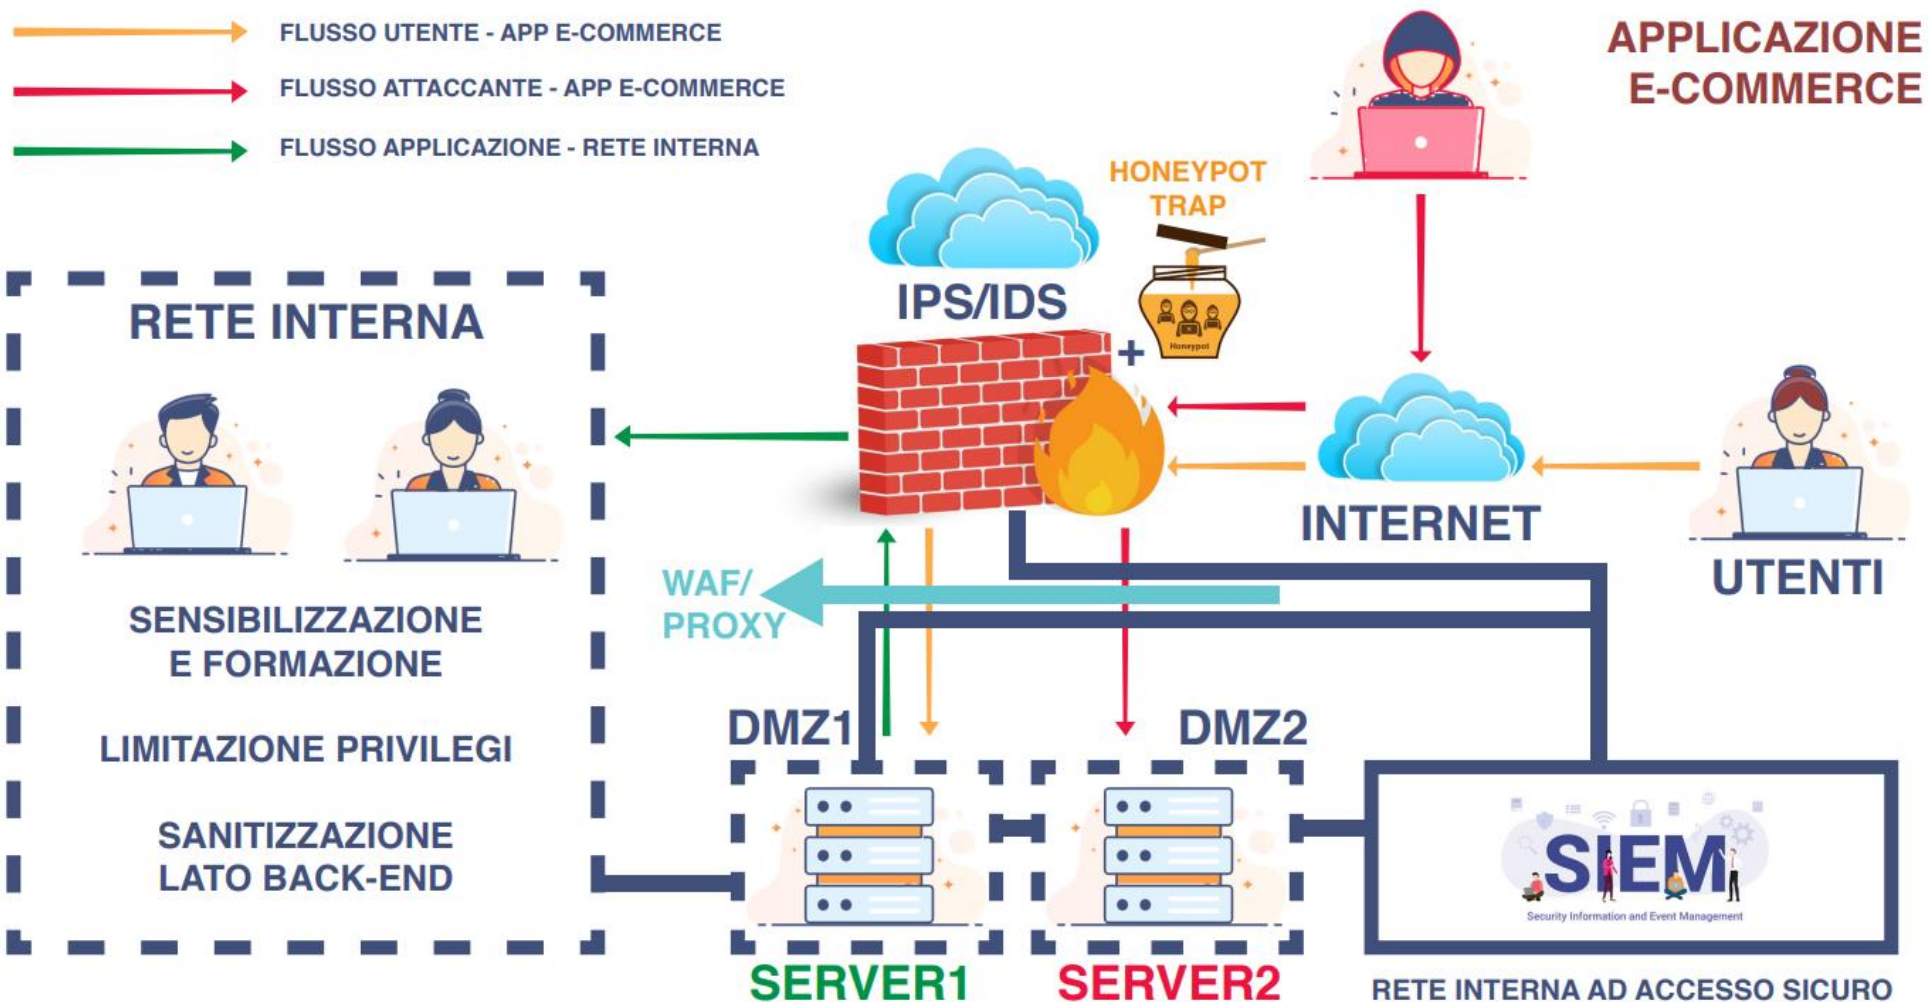 FLUSSO UTENTE - APP E-COMMERCE
FLUSSO ATTACCANTE - APP E-COMMERCE
FLUSSO APPLICAZIONE - RETE INTERNA
APPLICAZIONE
E-COMMERCE
HONEYPOT
TRAP
Honeypot
IPS/IDS
+
RETE INTERNA
INTERNET
UTENTI
WAF/
PROXY
SENSIBILIZZAZIONE
E FORMAZIONE
LIMITAZIONE PRIVILEGI
SANITIZZAZIONE
LATO BACK-END
DMZ1
DMZ2
SIEM
Security Information and Event Management
SERVER1
SERVER2
RETE INTERNA AD ACCESSO SICURO